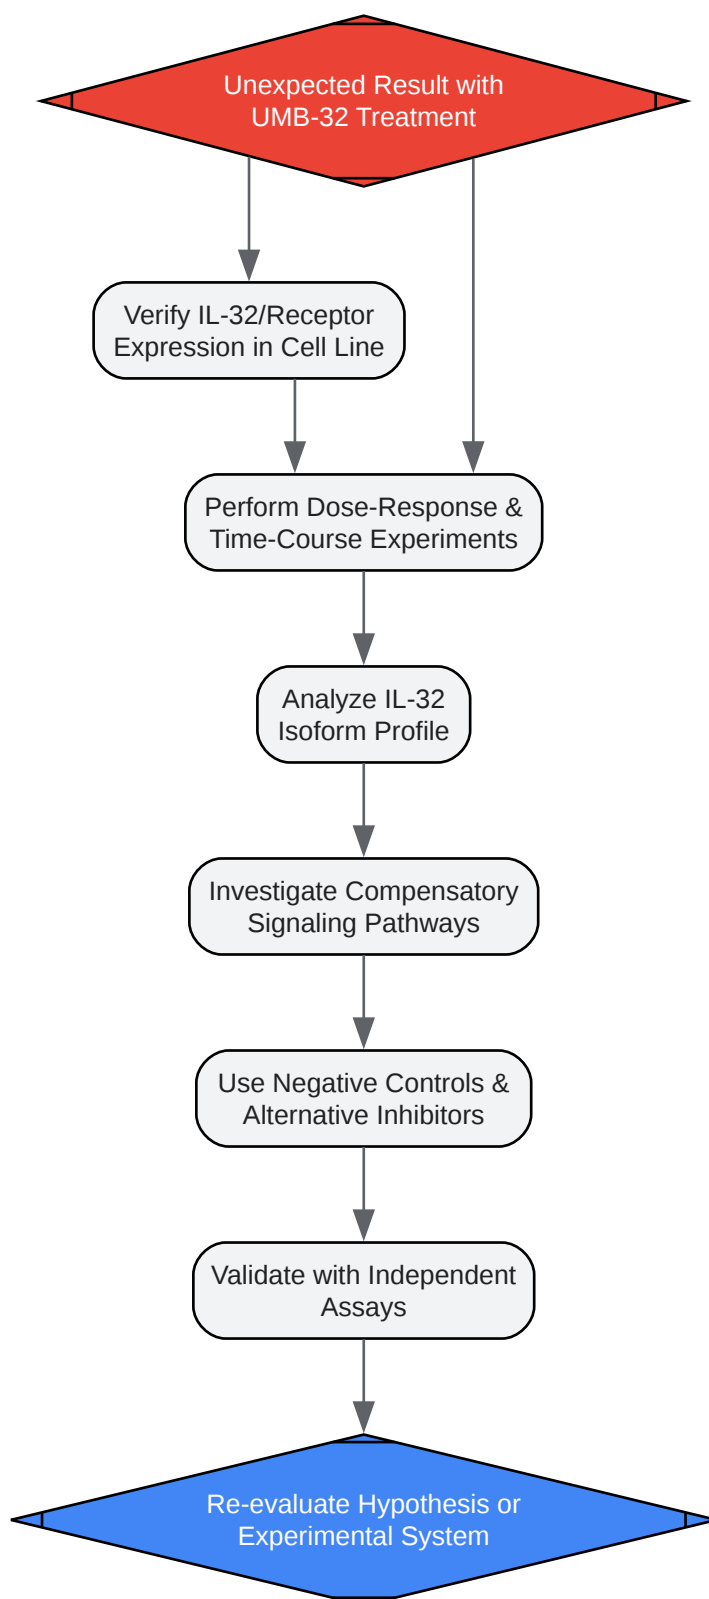 Unexpected Result with
UMB-32 Treatment
Verify IL-32/Receptor
Expression in Cell Line
Perform Dose-Response &
Time-Course Experiments
Analyze IL-32
Isoform Profile
Investigate Compensatory
Signaling Pathways
Use Negative Controls &
Alternative Inhibitors
Validate with Independent
Assays
Re-evaluate Hypothesis or
Experimental System